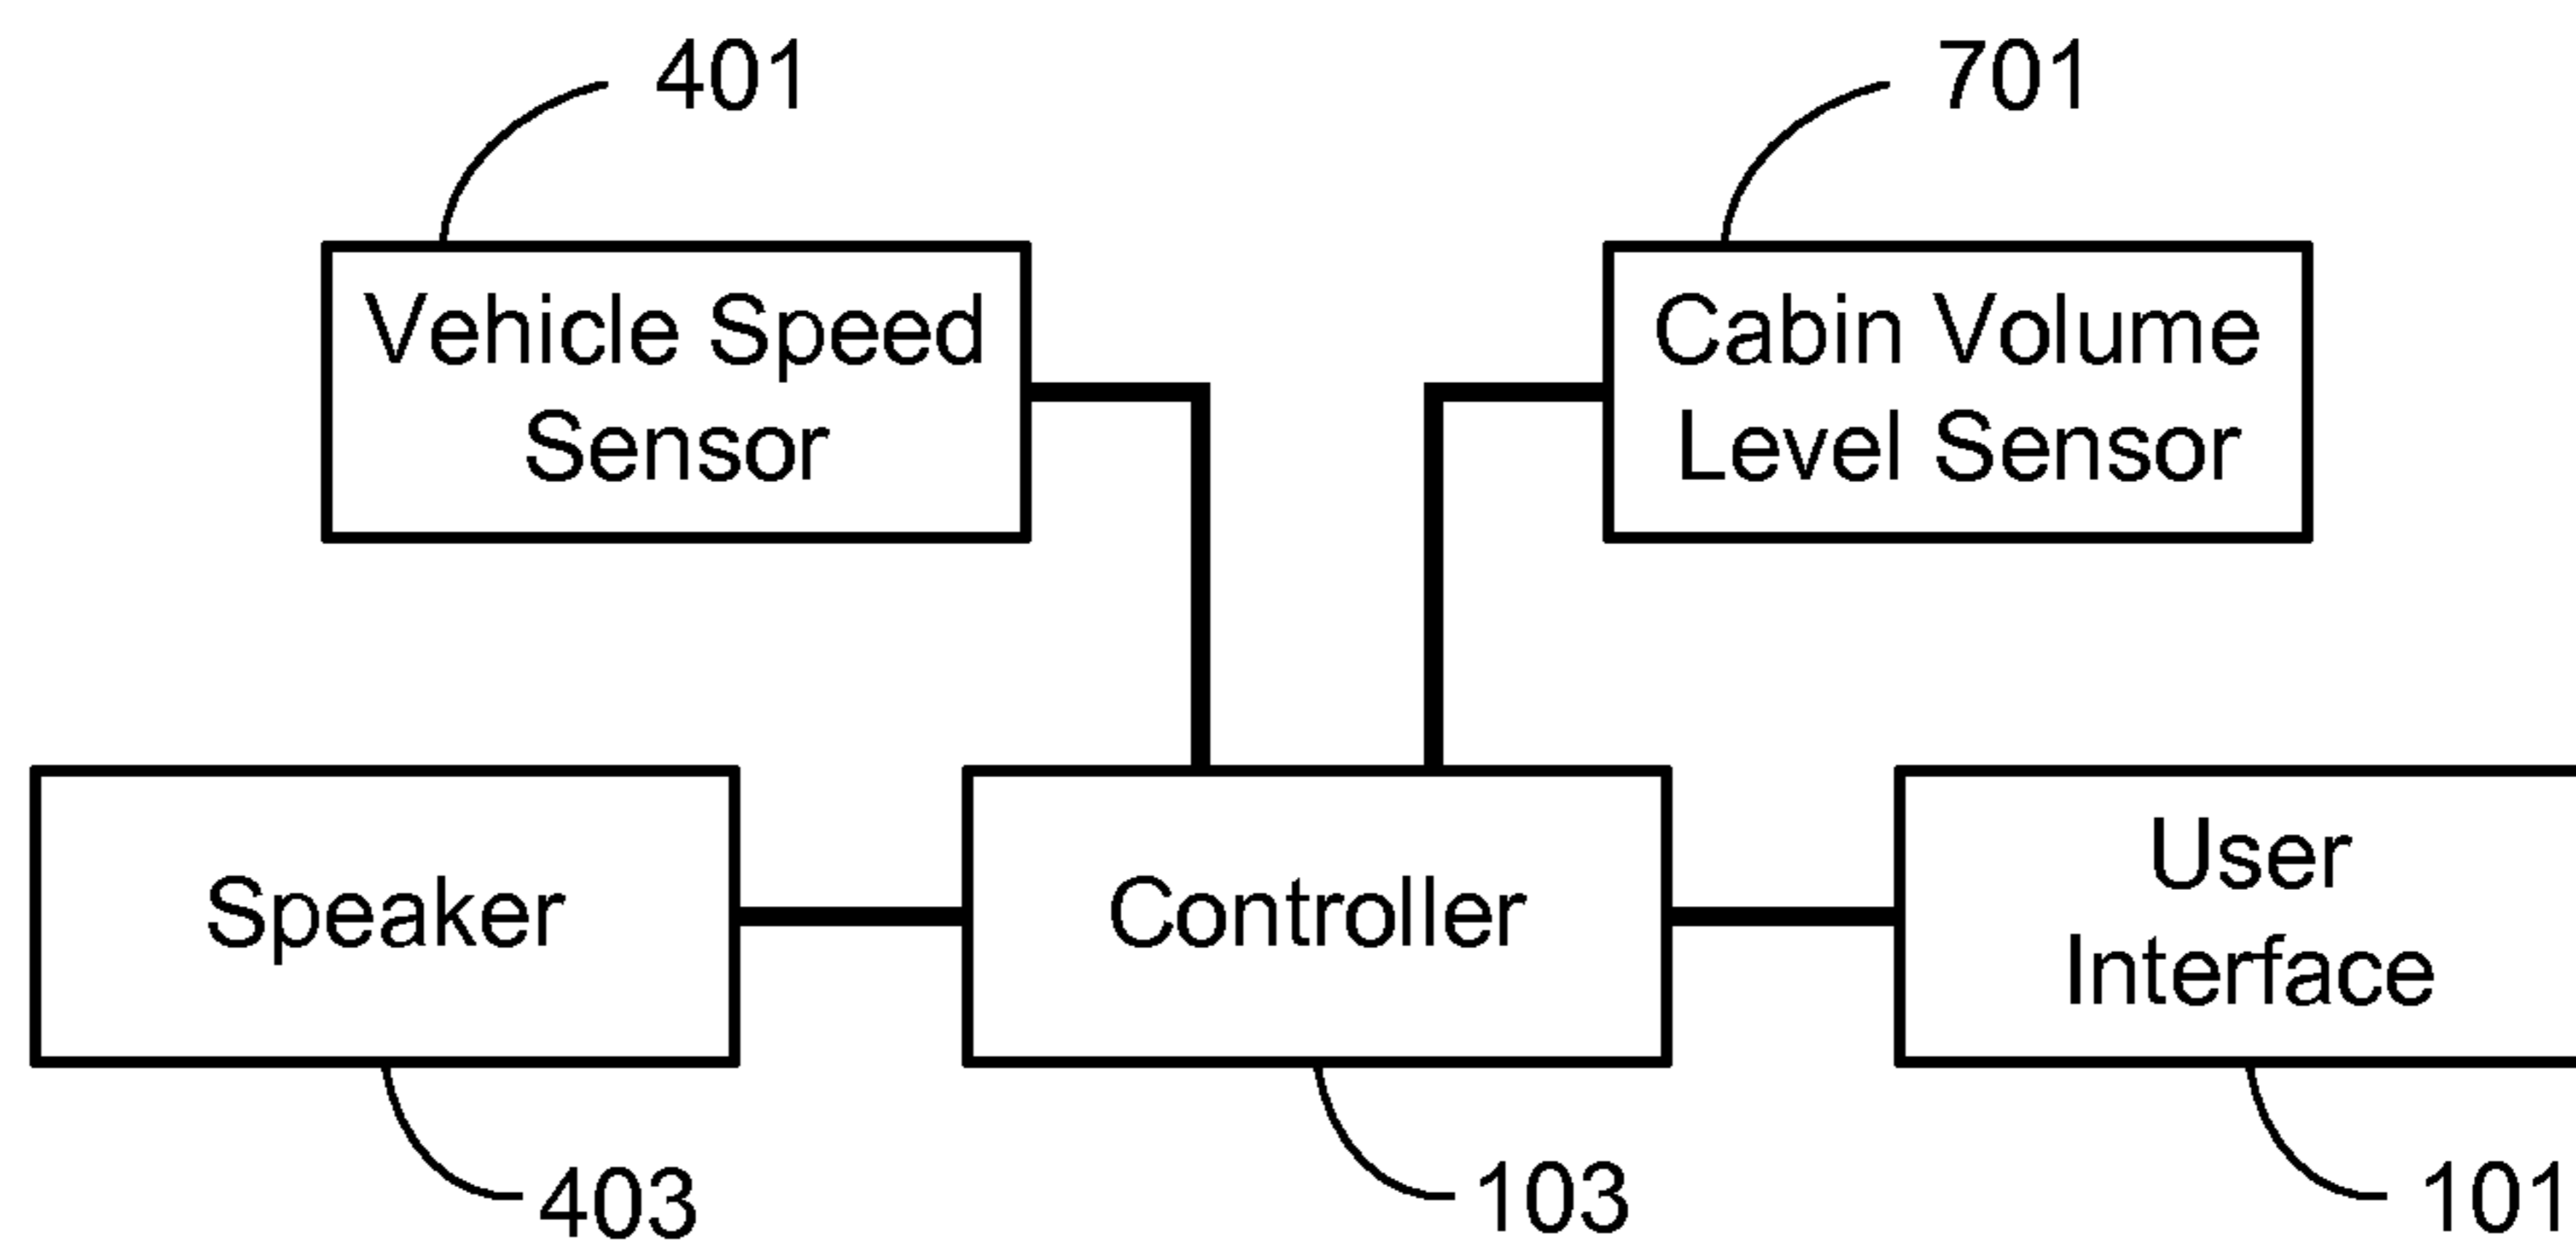 401
701
Vehicle Speed
Sensor
Cabin Volume
Level Sensor
Speaker
Controller
User
Interface
403
103
101